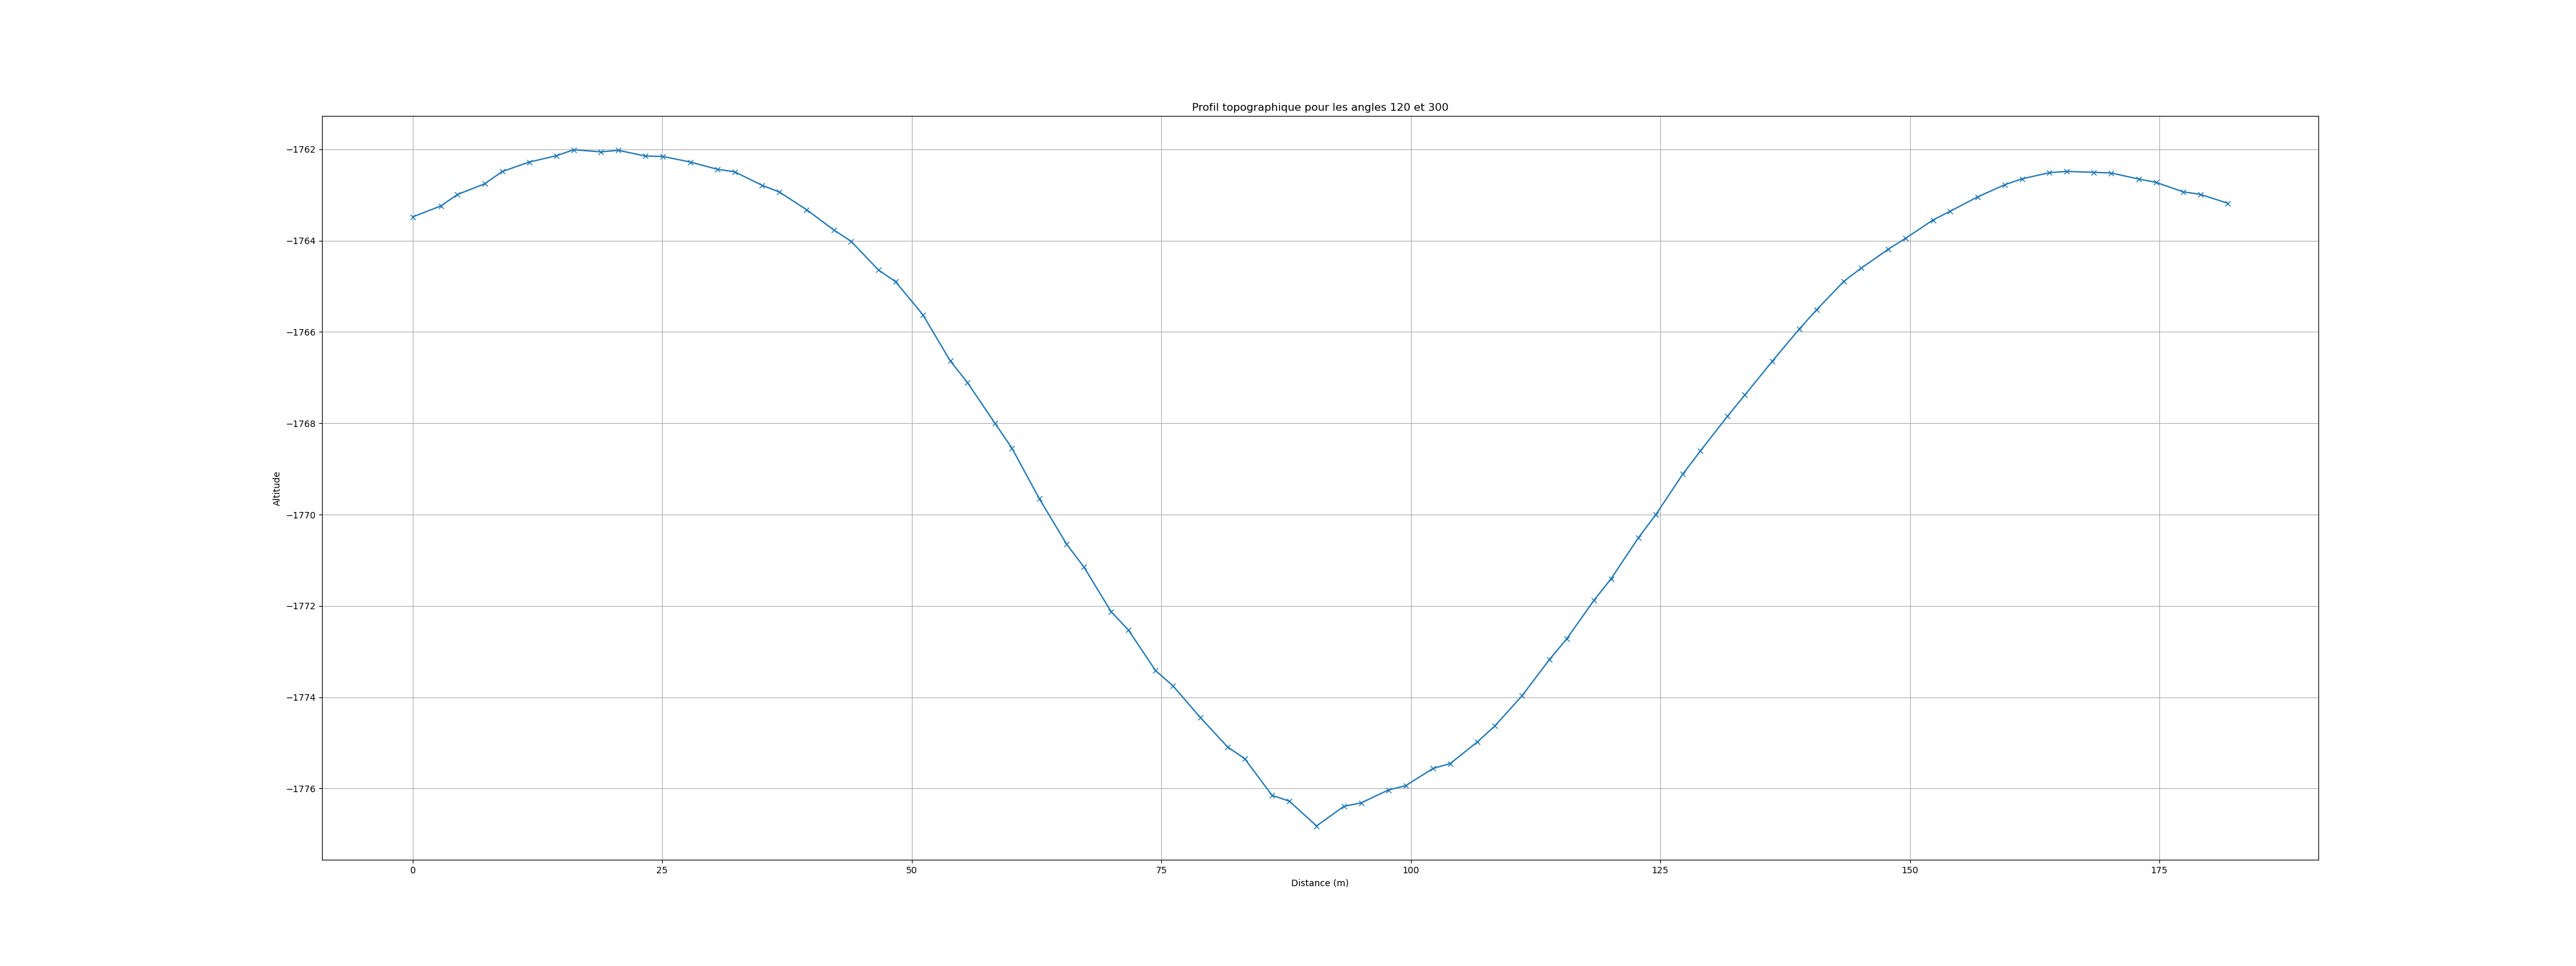 Profil topographique pour les angles 120 et 300
−1762
−1764
−1766
−1768
−1770
−1772
−1774
−1776
Altitude
0 25 50 75 100 125 150 175
Distance (m)